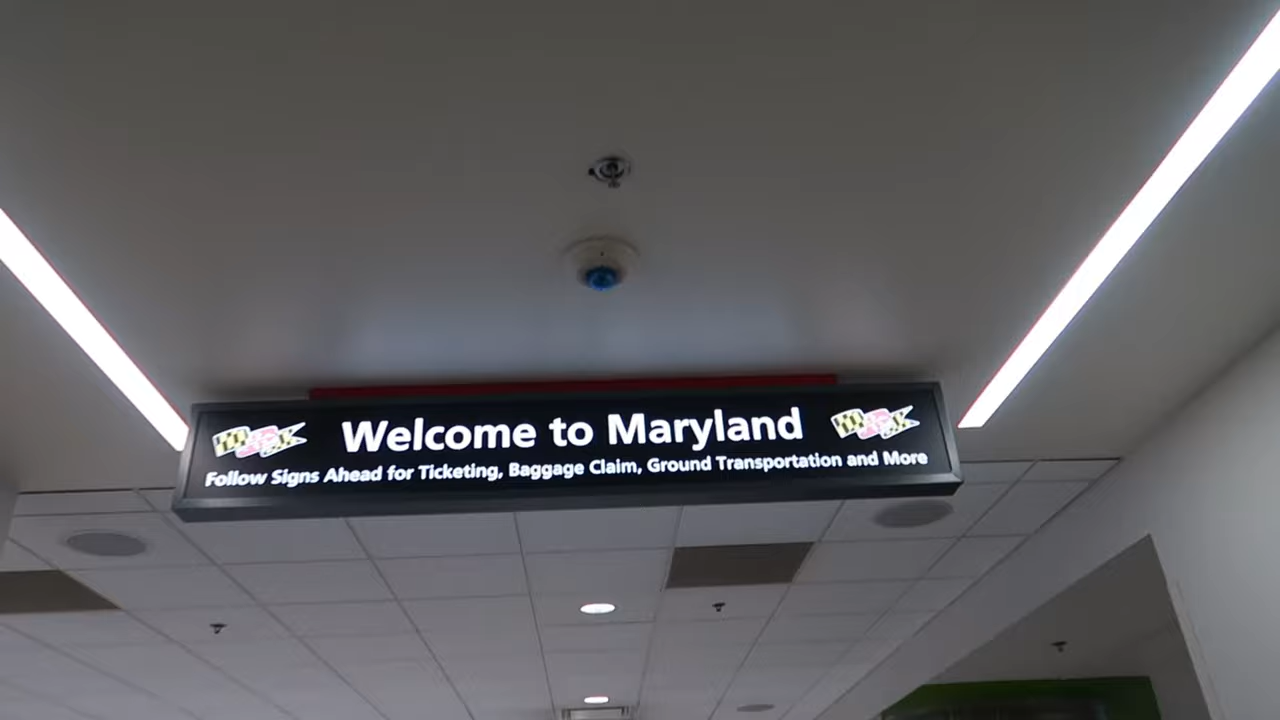 Welcome to Maryland
Follow Signs Ahead for Ticketing, Baggage Claim, Ground Transportation and More